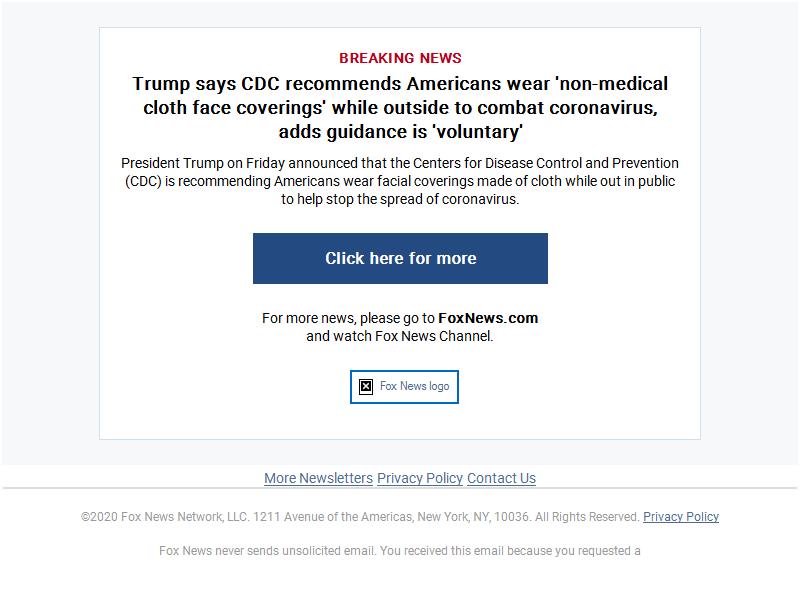 BREAKING NEWS
Trump says CDC recommends Americans wear 'non-medical
cloth face coverings' while outside to combat coronavirus,
adds guidance is 'voluntary'
President Trump on Friday announced that the Centers for Disease Control and Prevention
(CDC) is recommending Americans wear facial coverings made of cloth while out in public
to help stop the spread of coronavirus.
Click here for more
For more news, please go to FoxNews.com
and watch Fox News Channel.
Fox News logo
More Newsletters Privacy Policy Contact Us
©2020 Fox News Network, LLC. 1211 Avenue of the Americas, New York, NY, 10036. All Rights Reserved. Privacy Policy
Fox News never sends unsolicited email. You received this email because you requested a